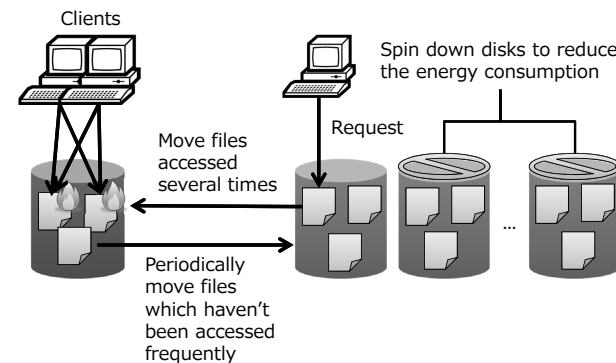 Clients
Spin down disks to reduce
the energy consumption
Request
Move files
accessed
several times
...
Periodically
move files
which haven't
been accessed
frequently